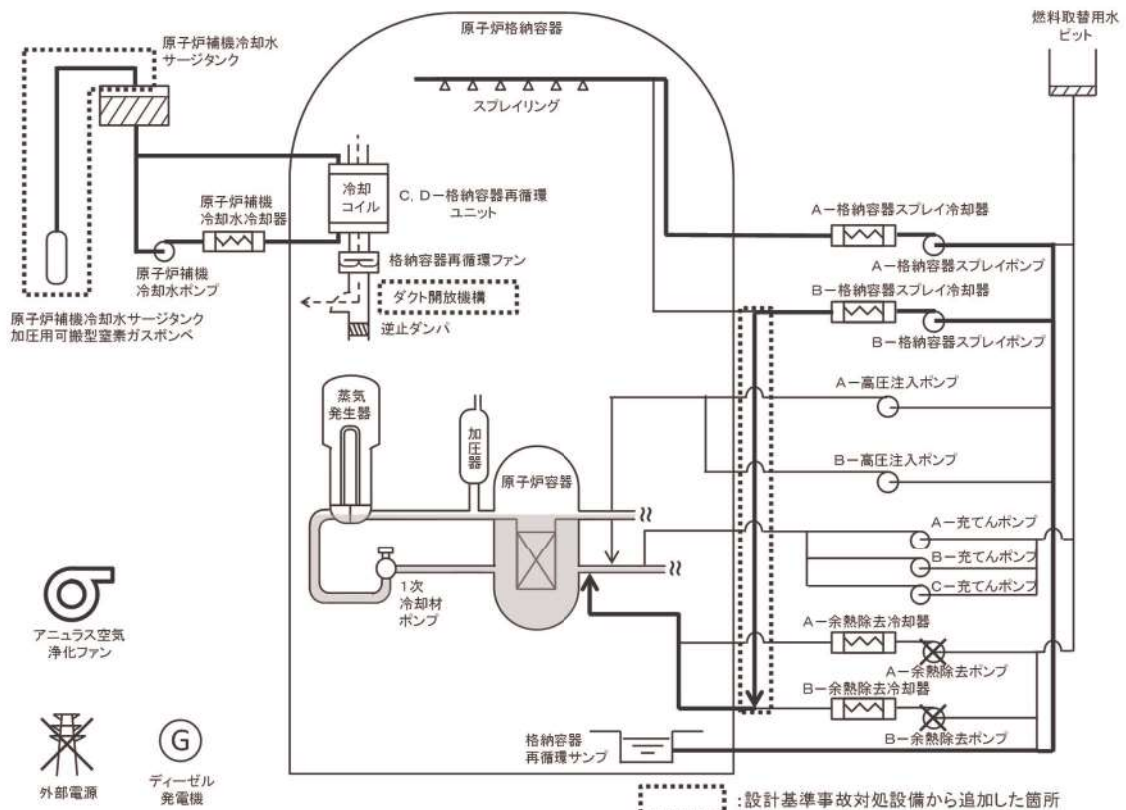 原子炉補機冷却水
サージタンク
原子炉格納容器
燃料取替用水
ピット
スプレイリング
冷却
コイル
C,D-格納容器再循環
ユニット
原子炉補機
冷却水冷却器
原子炉補機
冷却水ポンプ
格納容器再循環ファン
ダクト開放機構
逆止ダンパ
原子炉補機冷却水サージタンク
加圧用可搬型窒素ガスボンベ
A-格納容器スプレイ冷却器
A-格納容器スプレイポンプ
B-格納容器スプレイ冷却器
B-格納容器スプレイポンプ
A-高圧注入ポンプ
B-高圧注入ポンプ
蒸気
発生器
加圧器
原子炉容器
1次
冷却材
ポンプ
A-充てんポンプ
B-充てんポンプ
C-充てんポンプ
A-余熱除去冷却器
A-余熱除去ポンプ
B-余熱除去冷却器
B-余熱除去ポンプ
格納容器
再循環サンプ
アニュラス空気
浄化ファン
外部電源
G
ディーゼル
発電機
:設計基準事故対処設備から追加した箇所